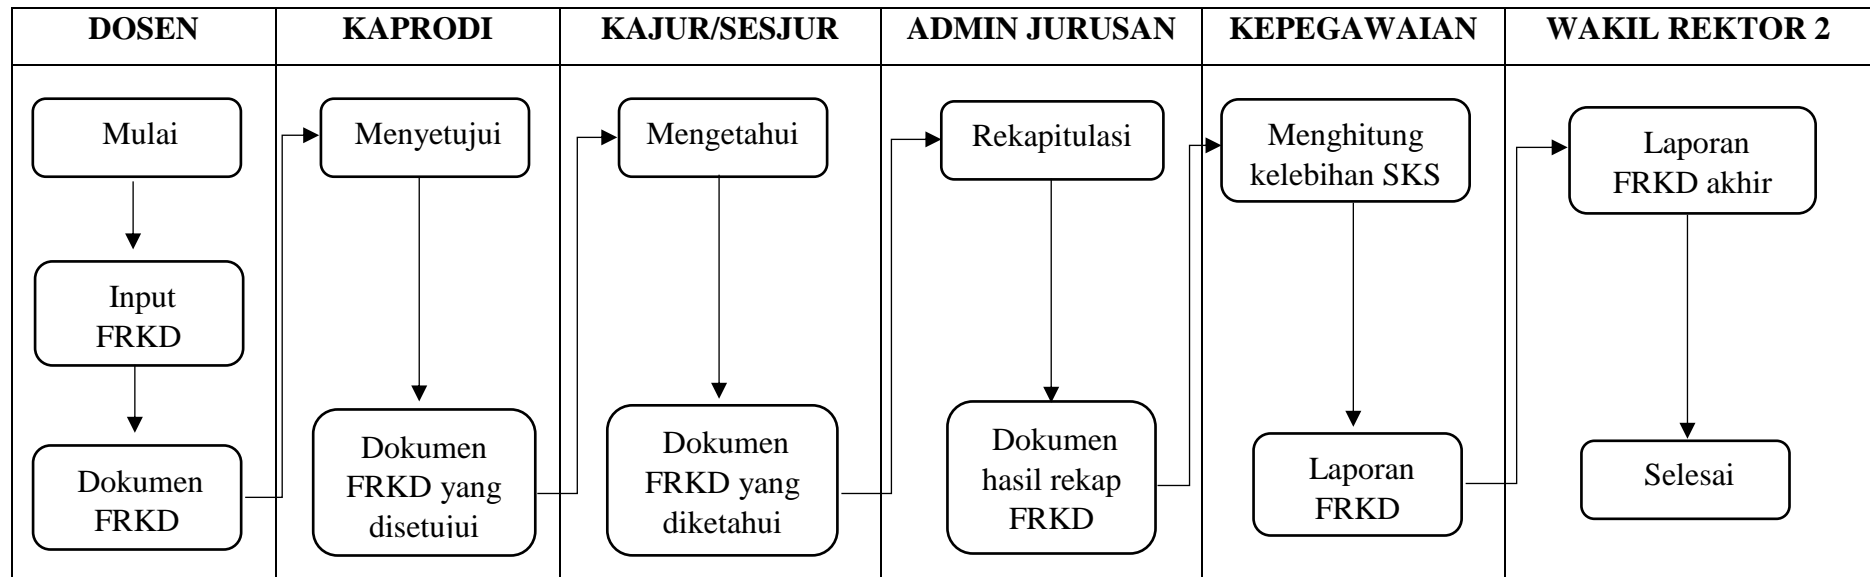 DOSEN
KAPRODI
KAJUR/SESJUR
ADMIN JURUSAN
KEPEGAWAIAN
WAKIL REKTOR 2
Mulai
Input
FRKD
Dokumen
FRKD
Menyetujui
Dokumen
FRKD yang
disetujui
Mengetahui
Dokumen
FRKD yang
diketahui
Rekapitulasi
Dokumen
hasil rekap
FRKD
Menghitung
kelebihan SKS
Laporan
FRKD
Laporan
FRKD akhir
Selesai